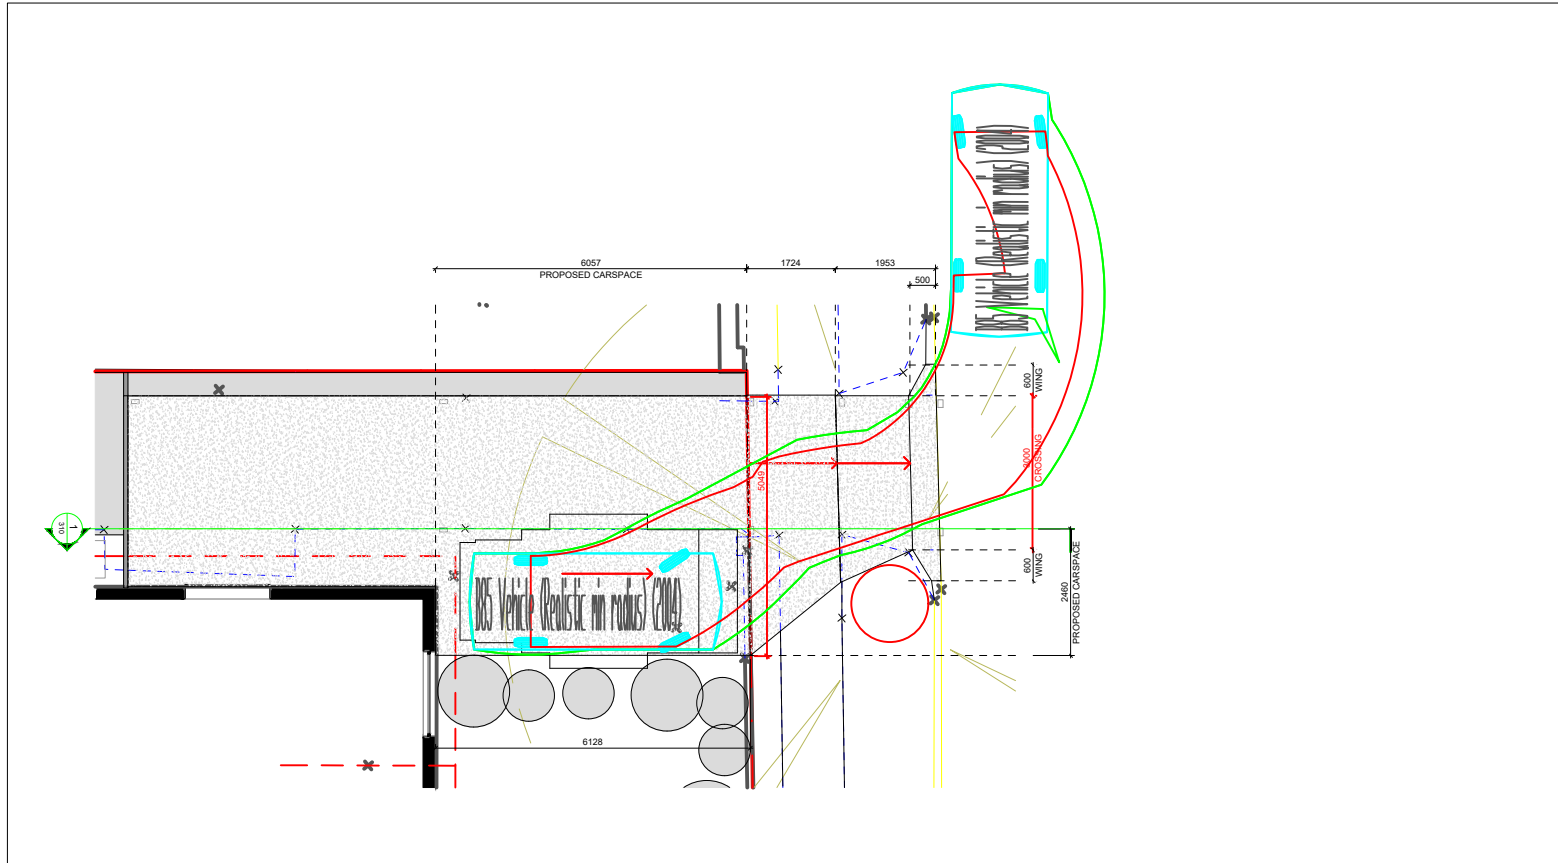 B85 Vehicle (Realistic min radius) (2004)
6057
PROPOSED CARSPACE
1724
1953
500
600
WING
3000
CROSSING
5049
1
310
600
WING
2460
PROPOSED CARSPACE
B85 Vehicle (Realistic min radius) (2004)
6128